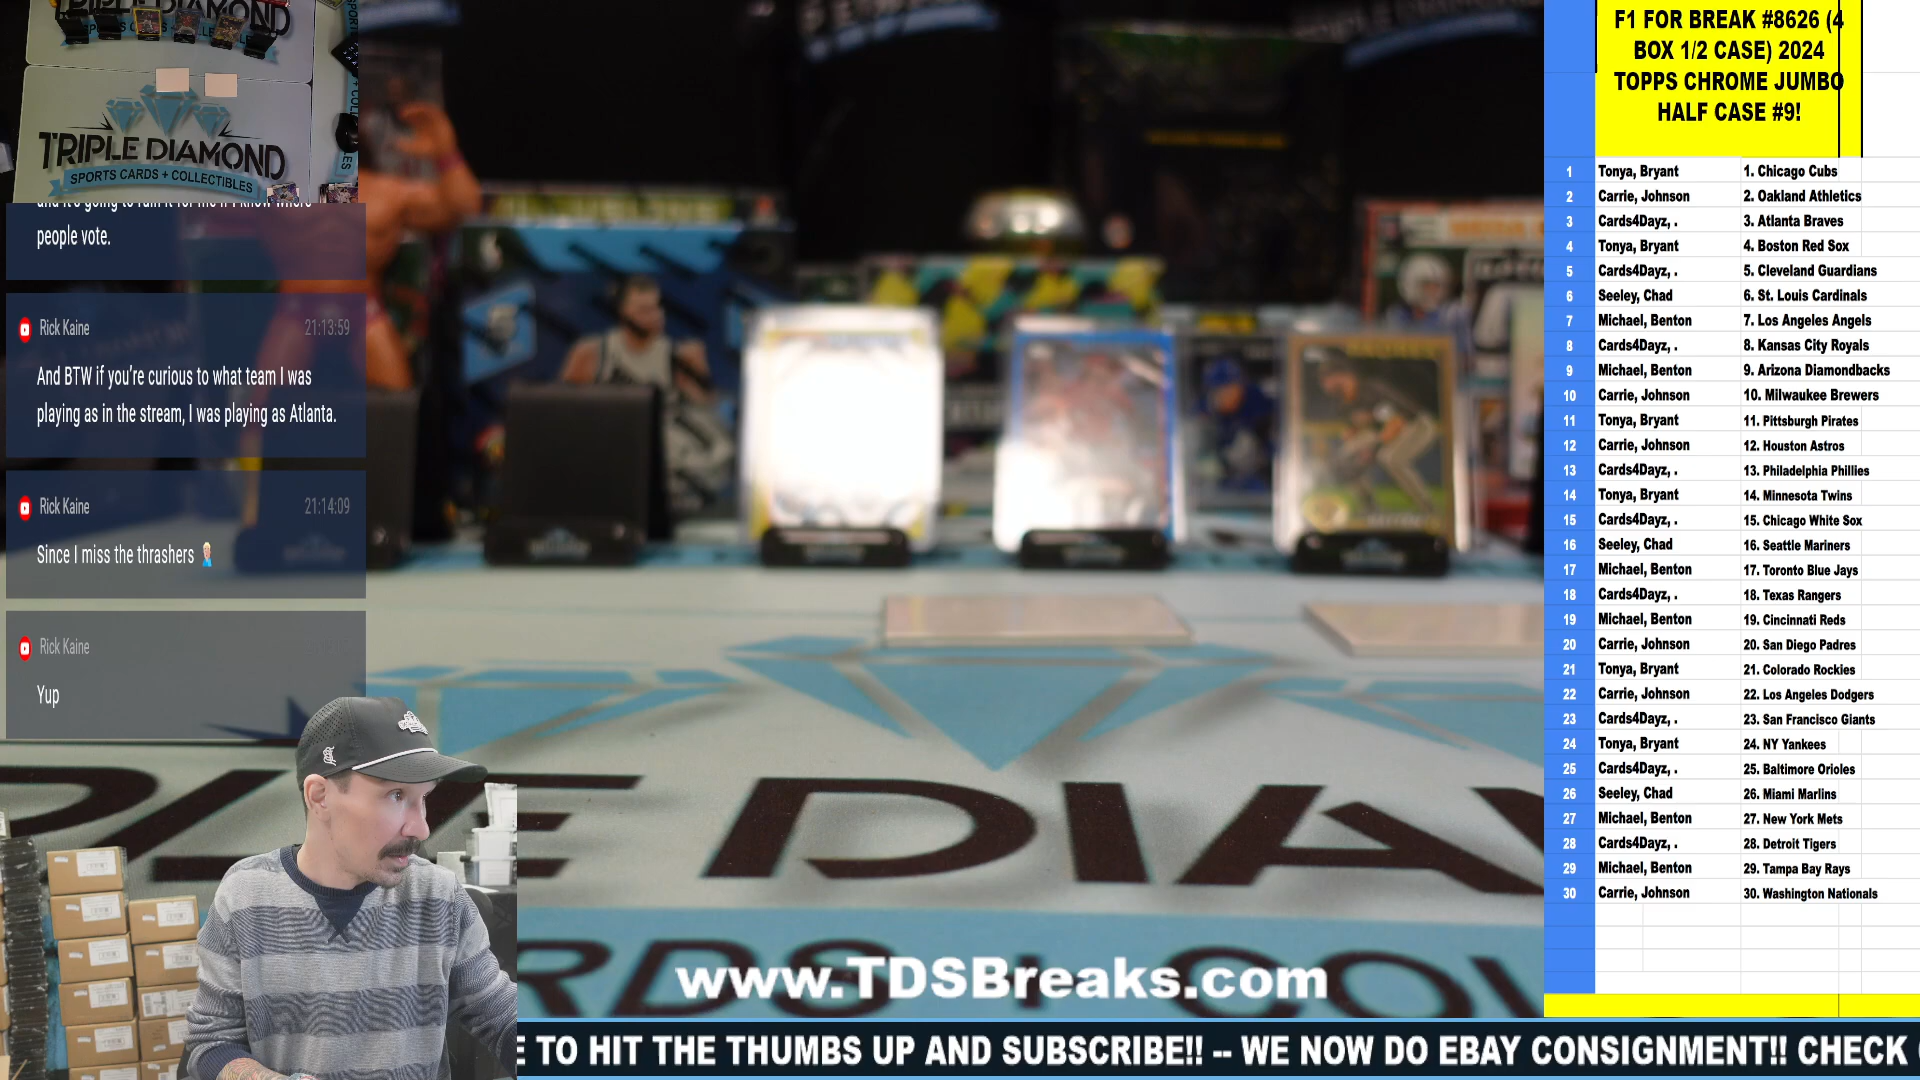 TRIPLE DIAMOND
SPORTS CARDS + COLLECTIBLES
people vote.
Rick Kaine 21:13:59
And BTW if you're curious to what team I was
playing as in the stream, I was playing as Atlanta.
Rick Kaine 21:14:09
Since I miss the thrashers
Rick Kaine
Yup
www.TDSBreaks.com
E TO HIT THE THUMBS UP AND SUBSCRIBE!! -- WE NOW DO EBAY CONSIGNMENT!! CHECK
F1 FOR BREAK #8626 (4
BOX 1/2 CASE) 2024
TOPPS CHROME JUMBO
HALF CASE #9!
1 Tonya, Bryant 1. Chicago Cubs
2 Carrie, Johnson 2. Oakland Athletics
3 Cards4Dayz, . 3. Atlanta Braves
4 Tonya, Bryant 4. Boston Red Sox
5 Cards4Dayz, . 5. Cleveland Guardians
6 Seeley, Chad 6. St. Louis Cardinals
7 Michael, Benton 7. Los Angeles Angels
8 Cards4Dayz, . 8. Kansas City Royals
9 Michael, Benton 9. Arizona Diamondbacks
10 Carrie, Johnson 10. Milwaukee Brewers
11 Tonya, Bryant 11. Pittsburgh Pirates
12 Carrie, Johnson 12. Houston Astros
13 Cards4Dayz, . 13. Philadelphia Phillies
14 Tonya, Bryant 14. Minnesota Twins
15 Cards4Dayz, . 15. Chicago White Sox
16 Seeley, Chad 16. Seattle Mariners
17 Michael, Benton 17. Toronto Blue Jays
18 Cards4Dayz, . 18. Texas Rangers
19 Michael, Benton 19. Cincinnati Reds
20 Carrie, Johnson 20. San Diego Padres
21 Tonya, Bryant 21. Colorado Rockies
22 Carrie, Johnson 22. Los Angeles Dodgers
23 Cards4Dayz, . 23. San Francisco Giants
24 Tonya, Bryant 24. NY Yankees
25 Cards4Dayz, . 25. Baltimore Orioles
26 Seeley, Chad 26. Miami Marlins
27 Michael, Benton 27. New York Mets
28 Cards4Dayz, . 28. Detroit Tigers
29 Michael, Benton 29. Tampa Bay Rays
30 Carrie, Johnson 30. Washington Nationals